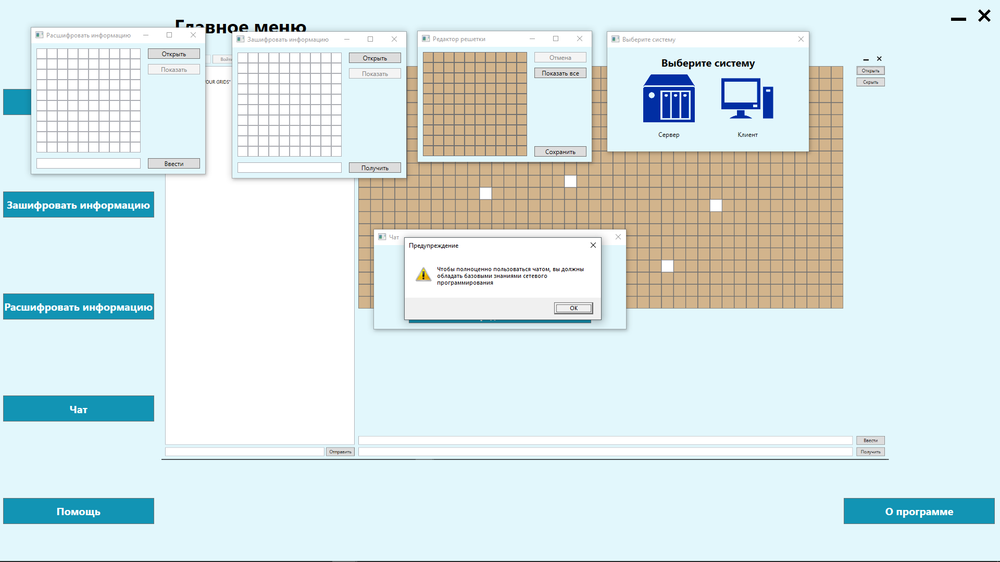 Главное меню
Расшифровать информацию
Открыть
Показать
Ввести
Зашифровать информацию
Открыть
Показать
Получить
Редактор решетки
Отмена
Показать все
Сохранить
Выберите систему
Выберите систему
Сервер
Клиент
Войти
OUR GRIDS"
Открыть
Скрыть
Зашифровать информацию
Расшифровать информацию
Чат
Предупреждение
Чтобы полноценно пользоваться чатом, вы должны
обладать базовыми знаниями сетевого
программирования
ОК
Чат
Отправить
Ввести
Получить
Помощь
О программе